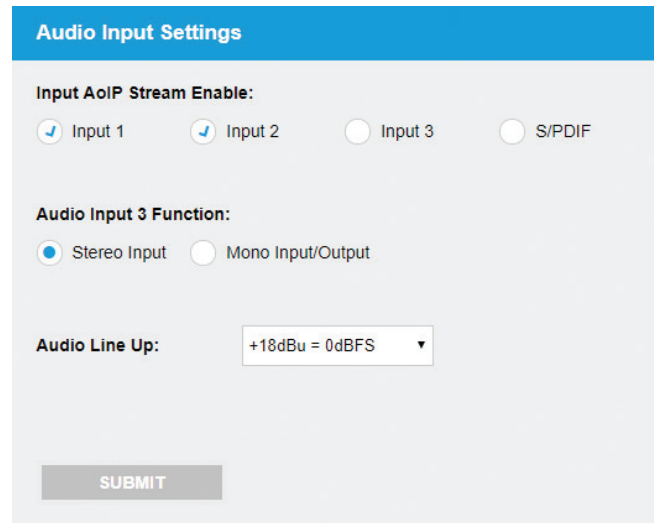 Audio Input Settings
Input AoIP Stream Enable:
Input 1 Input 2 Input 3 S/PDIF
Audio Input 3 Function:
Stereo Input Mono Input/Output
Audio Line Up: +18dBu = 0dBFS
SUBMIT